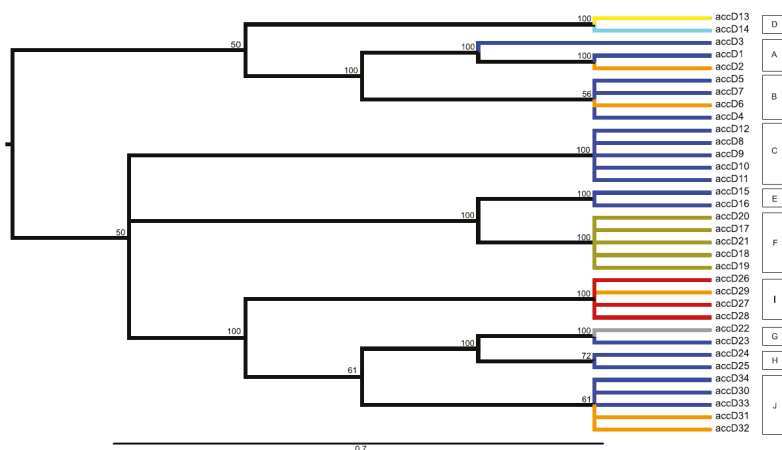 accD13
100
accD14
D
50
accD3
100
accD1
100
accD2
A
100
accD5
accD7
56
accD6
accD4
B
accD12
accD8
100
accD9
accD10
accD11
C
accD15
100
accD16
E
100
accD20
accD17
100
accD21
accD18
accD19
F
50
accD26
100
accD29
accD27
accD28
I
100
accD22
100
accD23
G
100
accD24
72
accD25
H
61
accD34
accD30
61
accD33
accD31
accD32
J
0.7